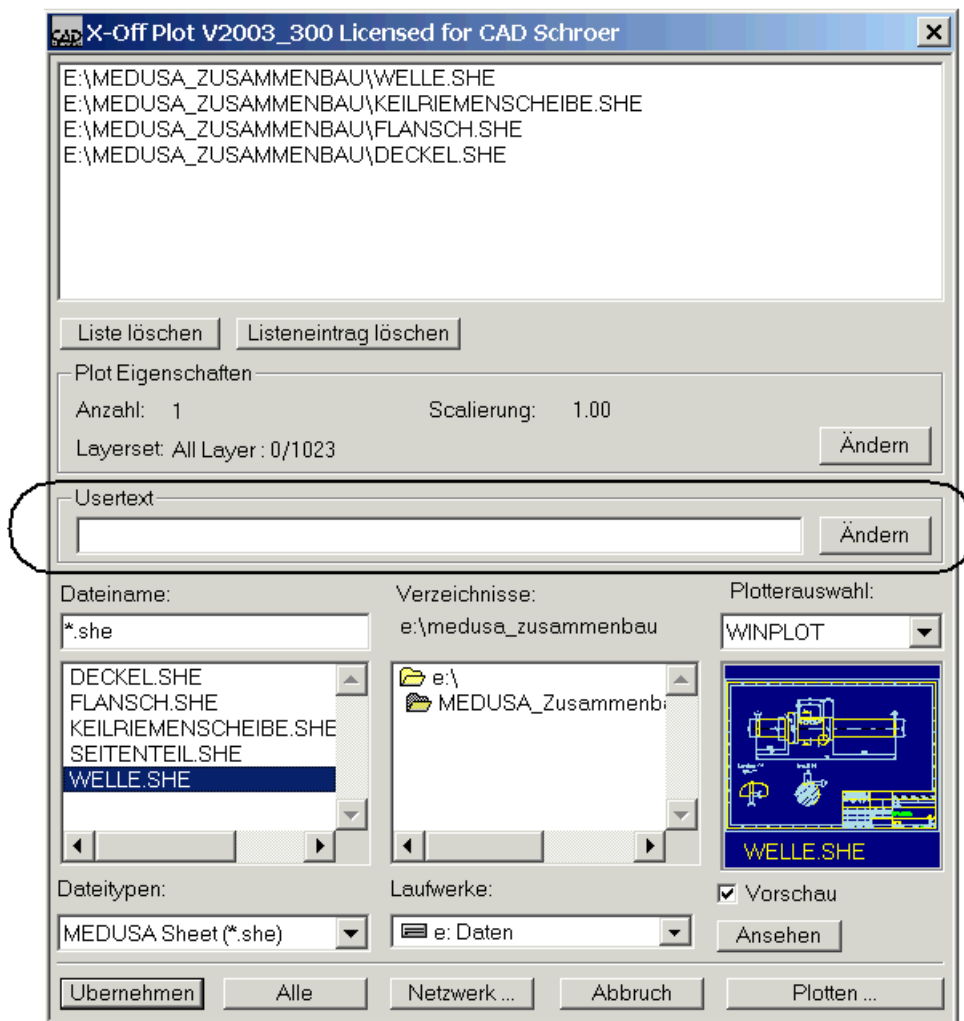 CAD X-Off Plot V2003_300 Licensed for CAD Schroer
E:\MEDUSA_ZUSAMMENBAU\WELLE.SHE
E:\MEDUSA_ZUSAMMENBAU\KEILRIEMENSCHEIBE.SHE
E:\MEDUSA_ZUSAMMENBAU\FLANSCH.SHE
E:\MEDUSA_ZUSAMMENBAU\DECKEL.SHE
Liste löschen Listeneintrag löschen
Plot Eigenschaften
Anzahl: 1 Scalierung: 1.00
Layerset: All Layer : 0/1023 Ändern
Usertext
Ändern
Dateiname: Verzeichnisse: Plotterauswahl:
*.she e:\medusa_zusammenbau WINPLOT
DECKEL.SHE e:\
FLANSCH.SHE MEDUSA_Zusammenb
KEILRIEMENSCHEIBE.SHE
SEITENTEIL.SHE
WELLE.SHE
WELLE.SHE
Dateitypen: Laufwerke: Vorschau
MEDUSA Sheet (*.she) e: Daten Ansehen
Ubernehmen Alle Netzwerk ... Abbruch Plotten ...